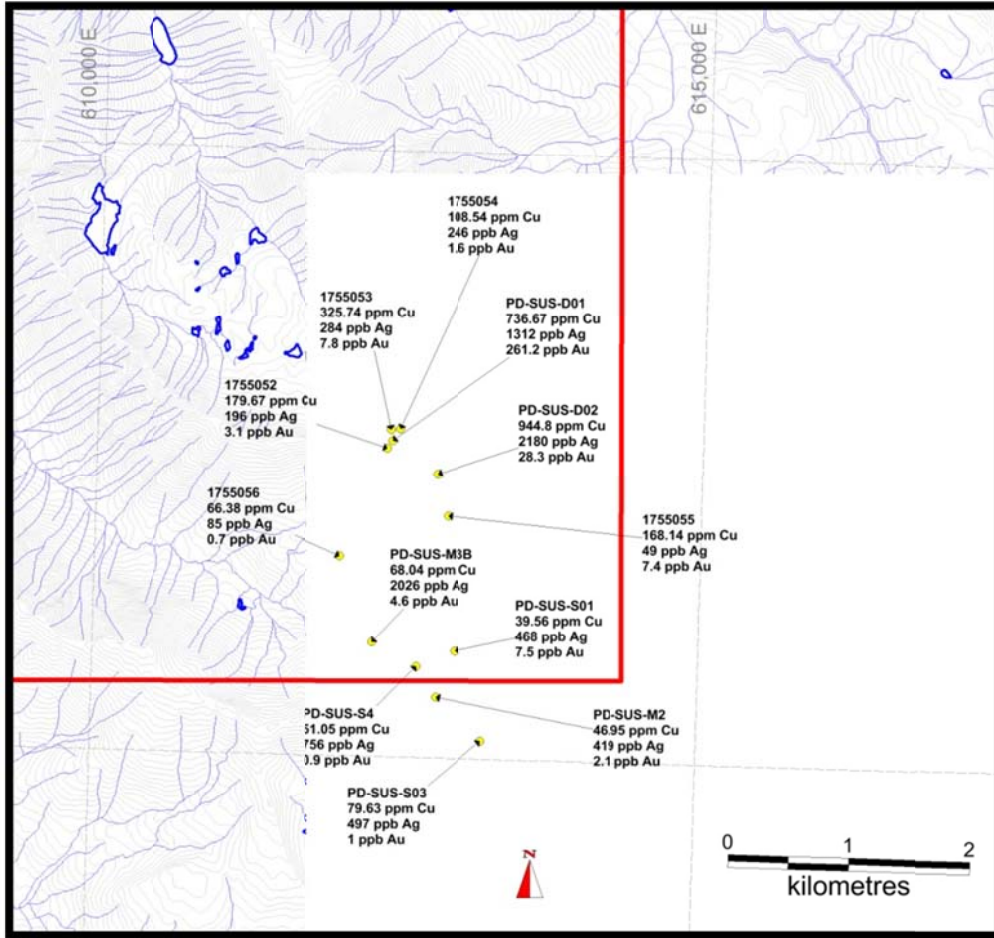 610,000 E
615,000 E
1755054
108.54 ppm Cu
246 ppb Ag
1.6 ppb Au
1755053
325.74 ppm Cu
284 ppb Ag
7.8 ppb Au
PD-SUS-D01
736.67 ppm Cu
1312 ppb Ag
261.2 ppb Au
1755052
179.67 ppm Cu
196 ppb Ag
3.1 ppb Au
PD-SUS-D02
944.8 ppm Cu
2180 ppb Ag
28.3 ppb Au
1755056
66.38 ppm Cu
85 ppb Ag
0.7 ppb Au
1755055
168.14 ppm Cu
49 ppb Ag
7.4 ppb Au
PD-SUS-M3B
68.04 ppm Cu
2026 ppb Ag
4.6 ppb Au
PD-SUS-S01
39.56 ppm Cu
468 ppb Ag
7.5 ppb Au
PD-SUS-S4
51.05 ppm Cu
756 ppb Ag
0.9 ppb Au
PD-SUS-M2
46.95 ppm Cu
419 ppb Ag
2.1 ppb Au
PD-SUS-S03
79.63 ppm Cu
497 ppb Ag
1 ppb Au
N
0 1 2
kilometres